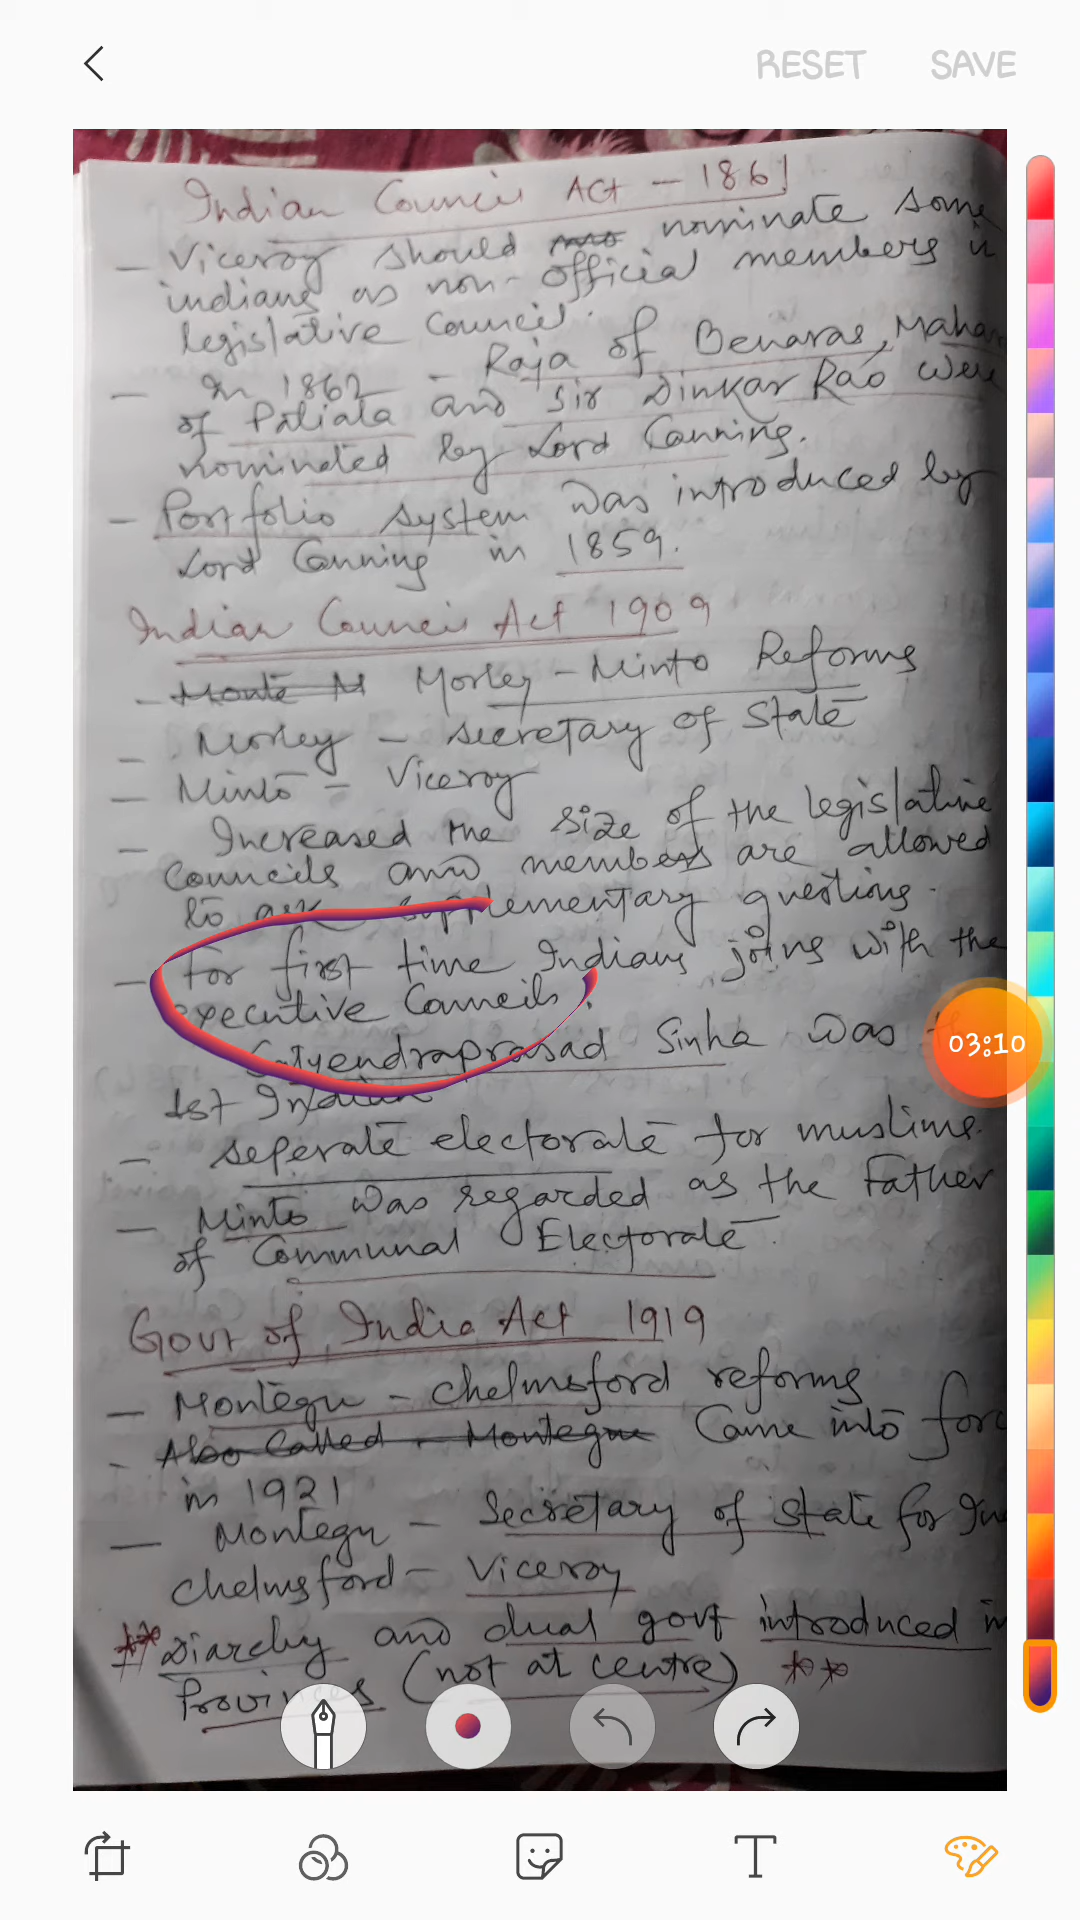 RESET SAVE
Indian Council ACT - 1861
- Viceroy should nominate some
indians as non-official members in
legislative Council.
- In 1862 - Raja of Benaras, Mahar
of Patiala and Sir Dinkar Rao were
nominated by Lord Canning.
- Portfolio system was introduced by
Lord Canning in 1859.
Indian Council Act 1909
- Monte M Morley - Minto Reforms
- Morley - secretary of State
- Minto - Viceroy
- Increased the size of the legislative
Councils and members are allowed
to ask supplementary questions.
- For first time Indians joins with the
executive Councils.
Satyendraprasad Sinha was
1st Indian
- seperate electorate for muslims.
- Minto was regarded as the Father
of Communal Electorate.
Govt of India Act 1919
- Montegu - Chelmsford reforms
- Also Called - Montegue Came into forc
in 1921
- Montegu - Secretary of state for In
Chelmsford - Viceroy
** Diarchy and dual govt introduced in
Provinces (not at centre) **
03:10
T